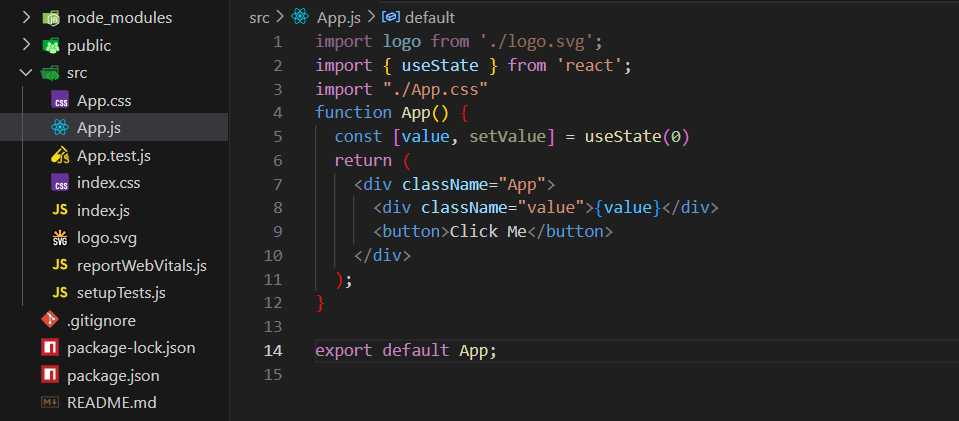 node_modules
public
src
App.css
App.js
App.test.js
index.css
index.js
logo.svg
reportWebVitals.js
setupTests.js
.gitignore
package-lock.json
package.json
README.md
src > App.js > default
1 import logo from './logo.svg';
2 import { useState } from 'react';
3 import "./App.css"
4 function App() {
5   const [value, setValue] = useState(0)
6   return (
7     <div className="App">
8       <div className="value">{value}</div>
9       <button>Click Me</button>
10     </div>
11   );
12 }
13
14 export default App;
15